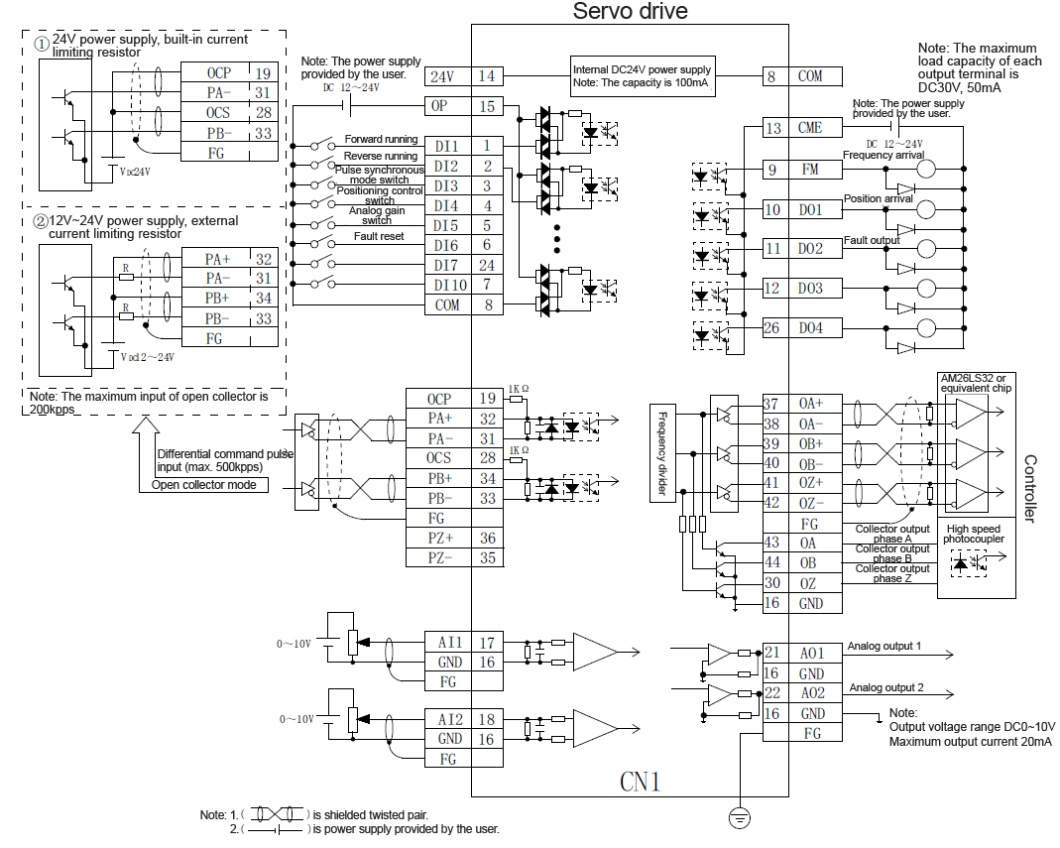 Servo drive
① 24V power supply, built-in current
limiting resistor
OCP 19
PA- 31
OCS 28
PB- 33
FG
VDC24V
② 12V~24V power supply, external
current limiting resistor
R
R
PA+ 32
PA- 31
PB+ 34
PB- 33
FG
VDC12~24V
Note: The maximum input of open collector is
200kpps
Differential command pulse
input (max. 500kpps)
Open collector mode
Note: The power supply
provided by the user.
DC 12~24V
Forward running
Reverse running
Pulse synchronous
mode switch
Positioning control
switch
Analog gain
switch
Fault reset
24V 14
OP 15
DI1 1
DI2 2
DI3 3
DI4 4
DI5 5
DI6 6
DI7 24
DI10 7
COM 8
Internal DC24V power supply
Note: The capacity is 100mA
8 COM
13 CME
9 FM
10 DO1
11 DO2
12 DO3
26 DO4
Note: The maximum
load capacity of each
output terminal is
DC30V, 50mA
Note: The power supply
provided by the user.
DC 12~24V
Frequency arrival
Position arrival
Fault output
OCP 19
PA+ 32
PA- 31
OCS 28
PB+ 34
PB- 33
FG
PZ+ 36
PZ- 35
1KΩ
1KΩ
Frequency divider
37 OA+
38 OA-
39 OB+
40 OB-
41 OZ+
42 OZ-
FG
43 OA
44 OB
30 OZ
16 GND
AM26LS32 or
equivalent chip
Controller
Collector output
phase A
Collector output
phase B
Collector output
phase Z
High speed
photocoupler
0~10V
AI1 17
GND 16
FG
0~10V
AI2 18
GND 16
FG
21 AO1
16 GND
22 AO2
16 GND
FG
Analog output 1
Analog output 2
Note:
Output voltage range DC0~10V
Maximum output current 20mA
CN1
Note: 1. ( ) is shielded twisted pair.
2. ( ) is power supply provided by the user.